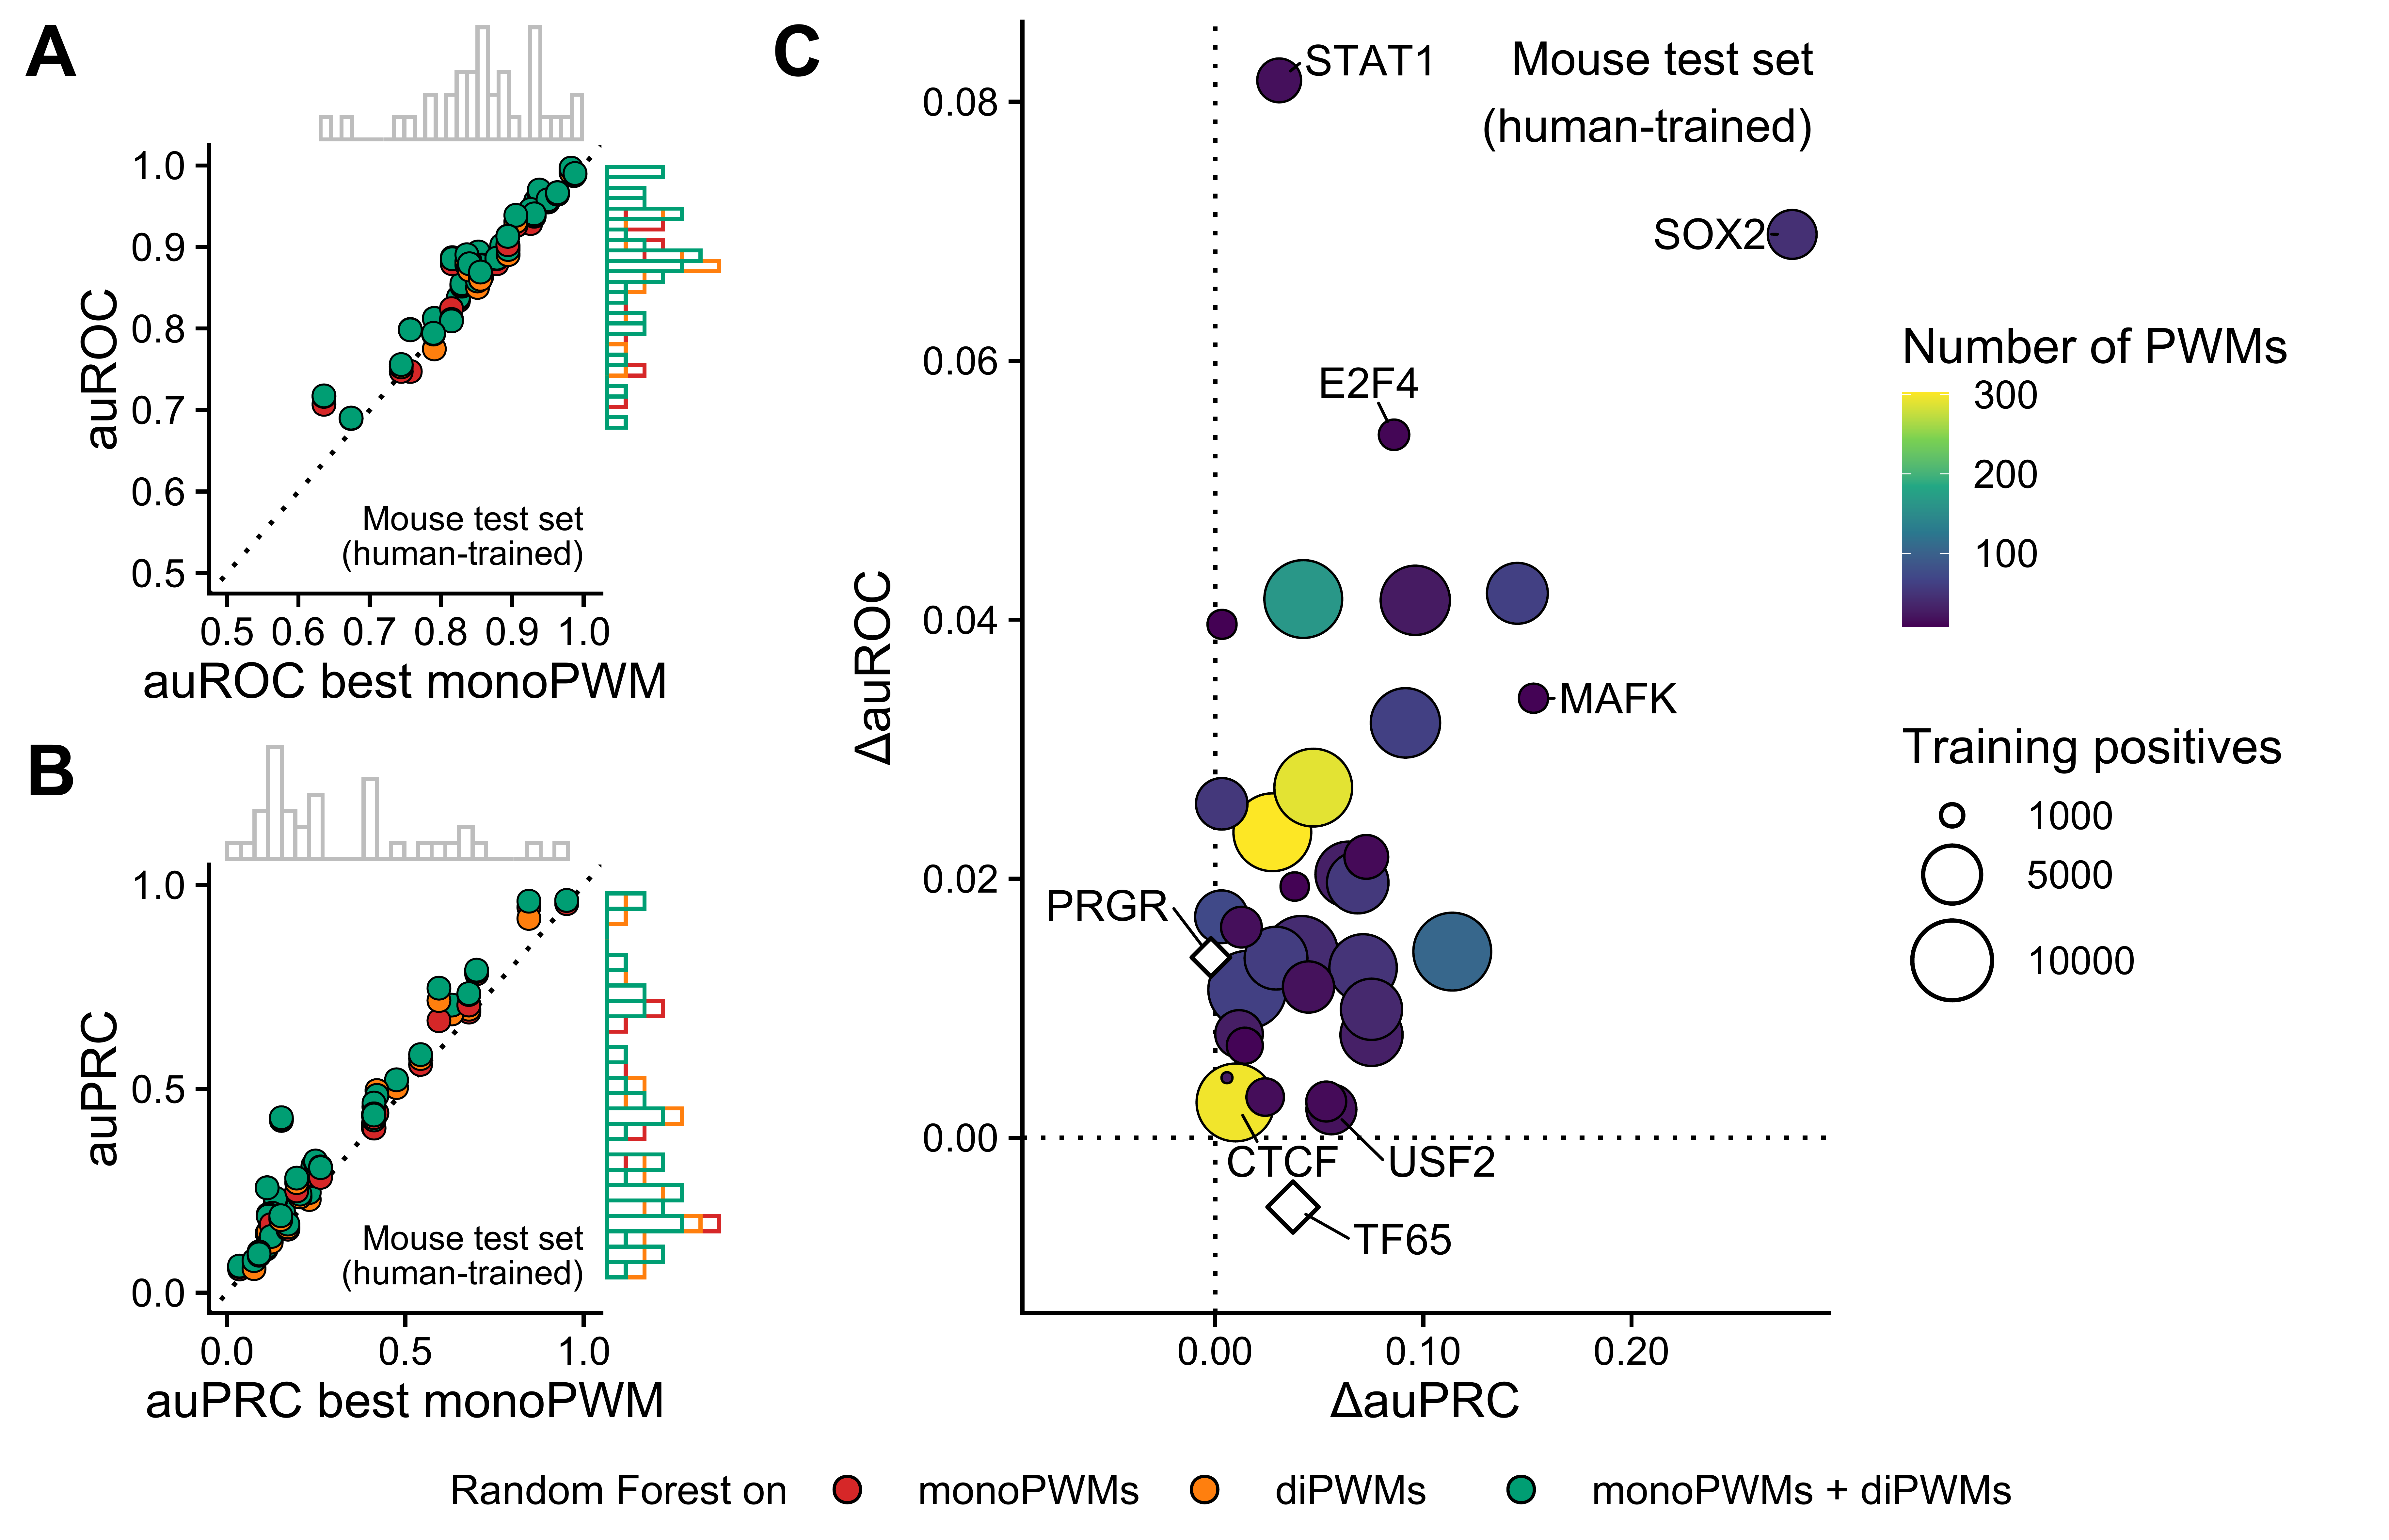 A
1.0
0.9
0.8
0.7
0.6
0.5
auROC
Mouse test set
(human-trained)
0.5 0.6 0.7 0.8 0.9 1.0
auROC best monoPWM
B
1.0
0.5
0.0
auPRC
Mouse test set
(human-trained)
0.0 0.5 1.0
auPRC best monoPWM
C
Mouse test set
(human-trained)
0.08
0.06
0.04
0.02
0.00
ΔauROC
STAT1
SOX2
E2F4
MAFK
PRGR
CTCF
USF2
TF65
0.00 0.10 0.20
ΔauPRC
Number of PWMs
300
200
100
Training positives
1000
5000
10000
Random Forest on monoPWMs diPWMs monoPWMs + diPWMs